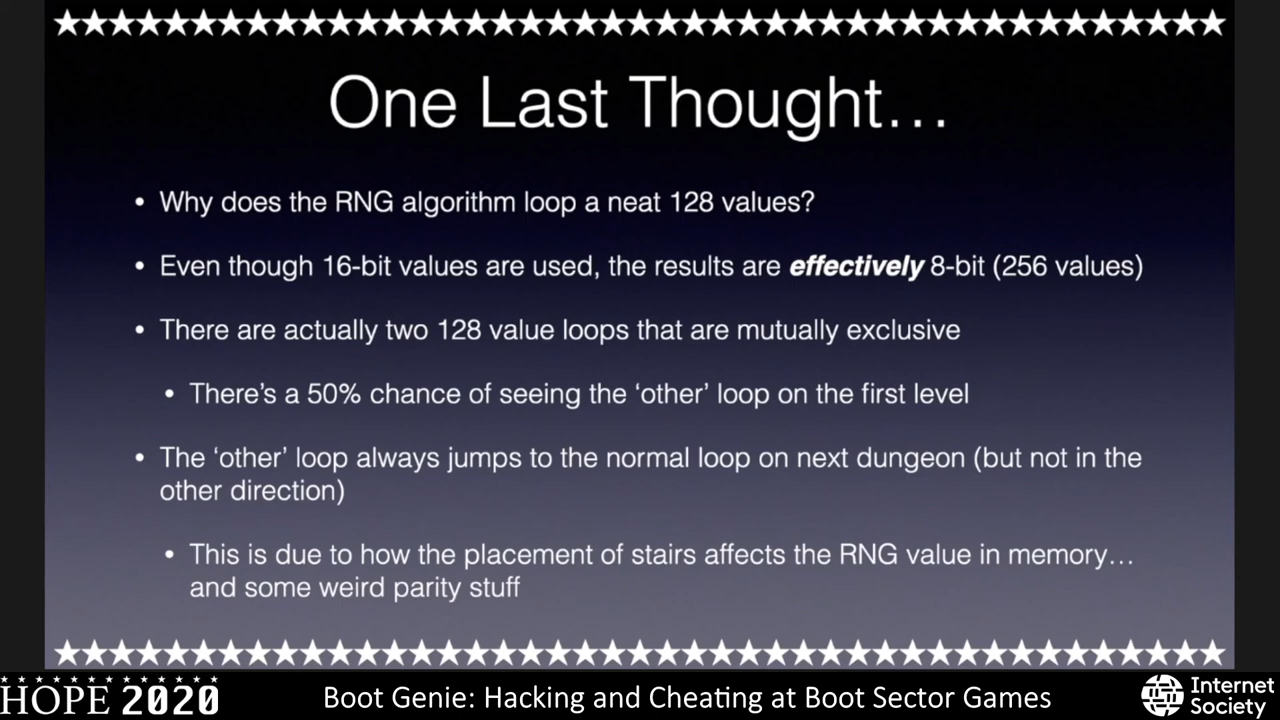 One Last Thought…
• Why does the RNG algorithm loop a neat 128 values?
• Even though 16-bit values are used, the results are effectively 8-bit (256 values)
• There are actually two 128 value loops that are mutually exclusive
• There’s a 50% chance of seeing the ‘other’ loop on the first level
• The ‘other’ loop always jumps to the normal loop on next dungeon (but not in the
other direction)
• This is due to how the placement of stairs affects the RNG value in memory…
and some weird parity stuff
HOPE 2020
Boot Genie: Hacking and Cheating at Boot Sector Games
Internet
Society